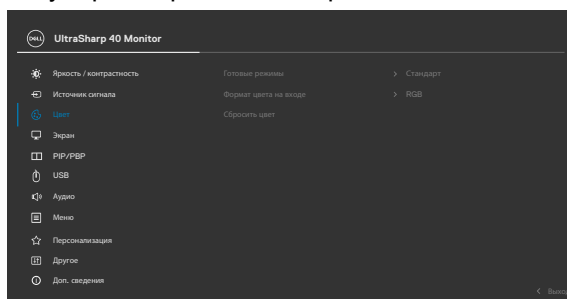 DELL UltraSharp 40 Monitor
Яркость / контрастность Готовые режимы > Стандарт
Источник сигнала Формат цвета на входе > RGB
Цвет Сбросить цвет
Экран
PIP/PBP
USB
Аудио
Меню
Персонализация
Другое
Доп. сведения
< Выход